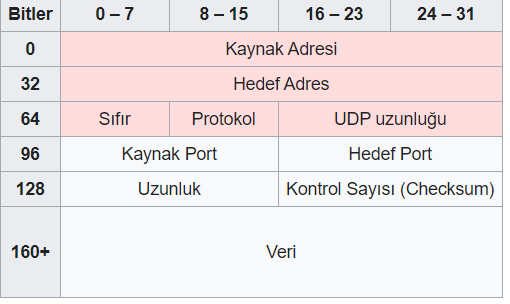 Bitler 0 – 7 8 – 15 16 – 23 24 – 31
0 Kaynak Adresi
32 Hedef Adres
64 Sıfır Protokol UDP uzunluğu
96 Kaynak Port Hedef Port
128 Uzunluk Kontrol Sayısı (Checksum)
160+ Veri